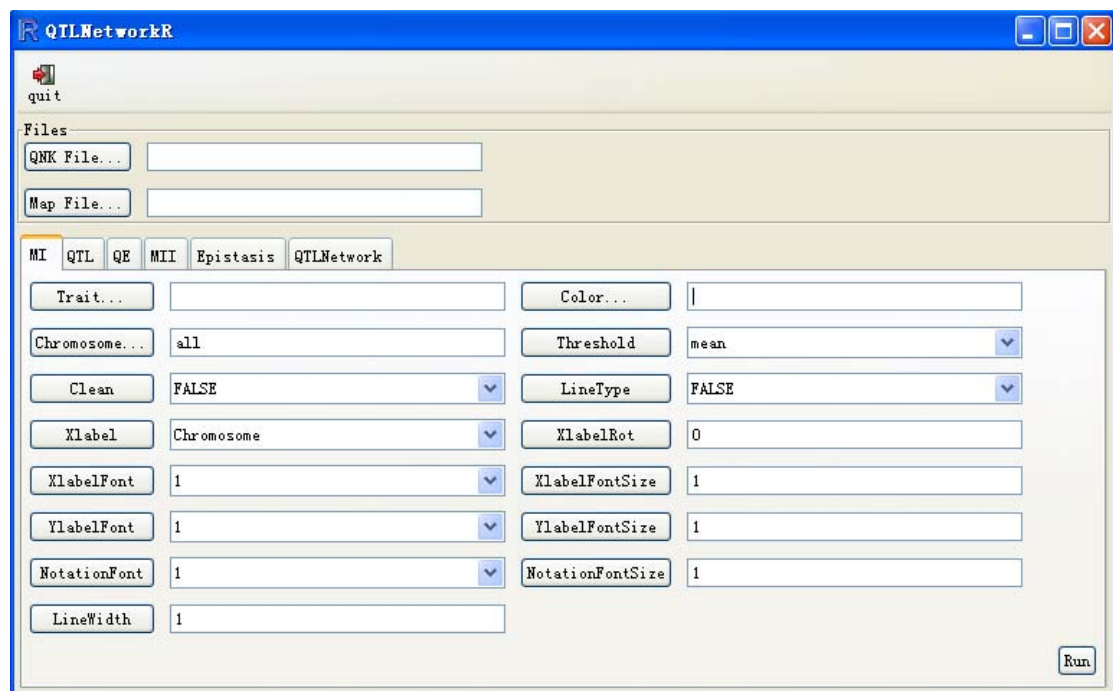 QTLNetworkR
quit
Files
QNK File...
Map File...
MI QTL QE MII Epistasis QTLNetwork
Trait... Color...
Chromosome... all Threshold mean
Clean FALSE LineType FALSE
Xlabel Chromosome XlabelRot 0
XlabelFont 1 XlabelFontSize 1
YlabelFont 1 YlabelFontSize 1
NotationFont 1 NotationFontSize 1
LineWidth 1
Run